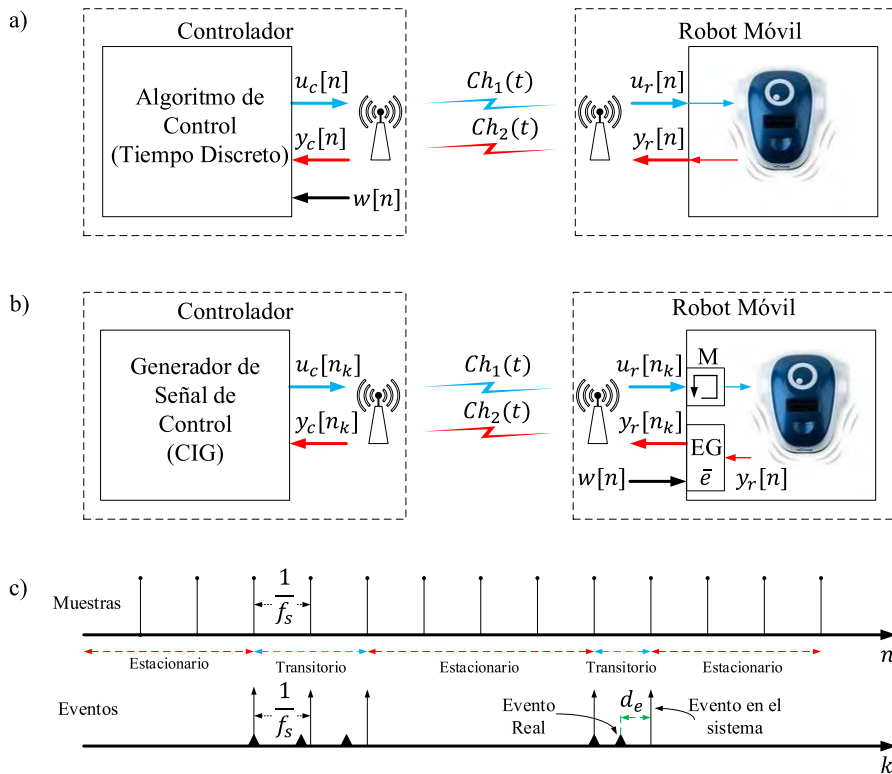 a)
Controlador
Robot Móvil
Algoritmo de
Control
(Tiempo Discreto)
u_c[n]
y_c[n]
w[n]
Ch_1(t)
Ch_2(t)
u_r[n]
y_r[n]
b)
Controlador
Robot Móvil
Generador de
Señal de
Control
(CIG)
u_c[n_k]
y_c[n_k]
Ch_1(t)
Ch_2(t)
u_r[n_k]
y_r[n_k]
w[n]
M
EG
ē
y_r[n]
c)
Muestras
1
f_s
n
Estacionario
Transitorio
Estacionario
Transitorio
Estacionario
Eventos
1
f_s
Evento
Real
d_e
Evento en el
sistema
k